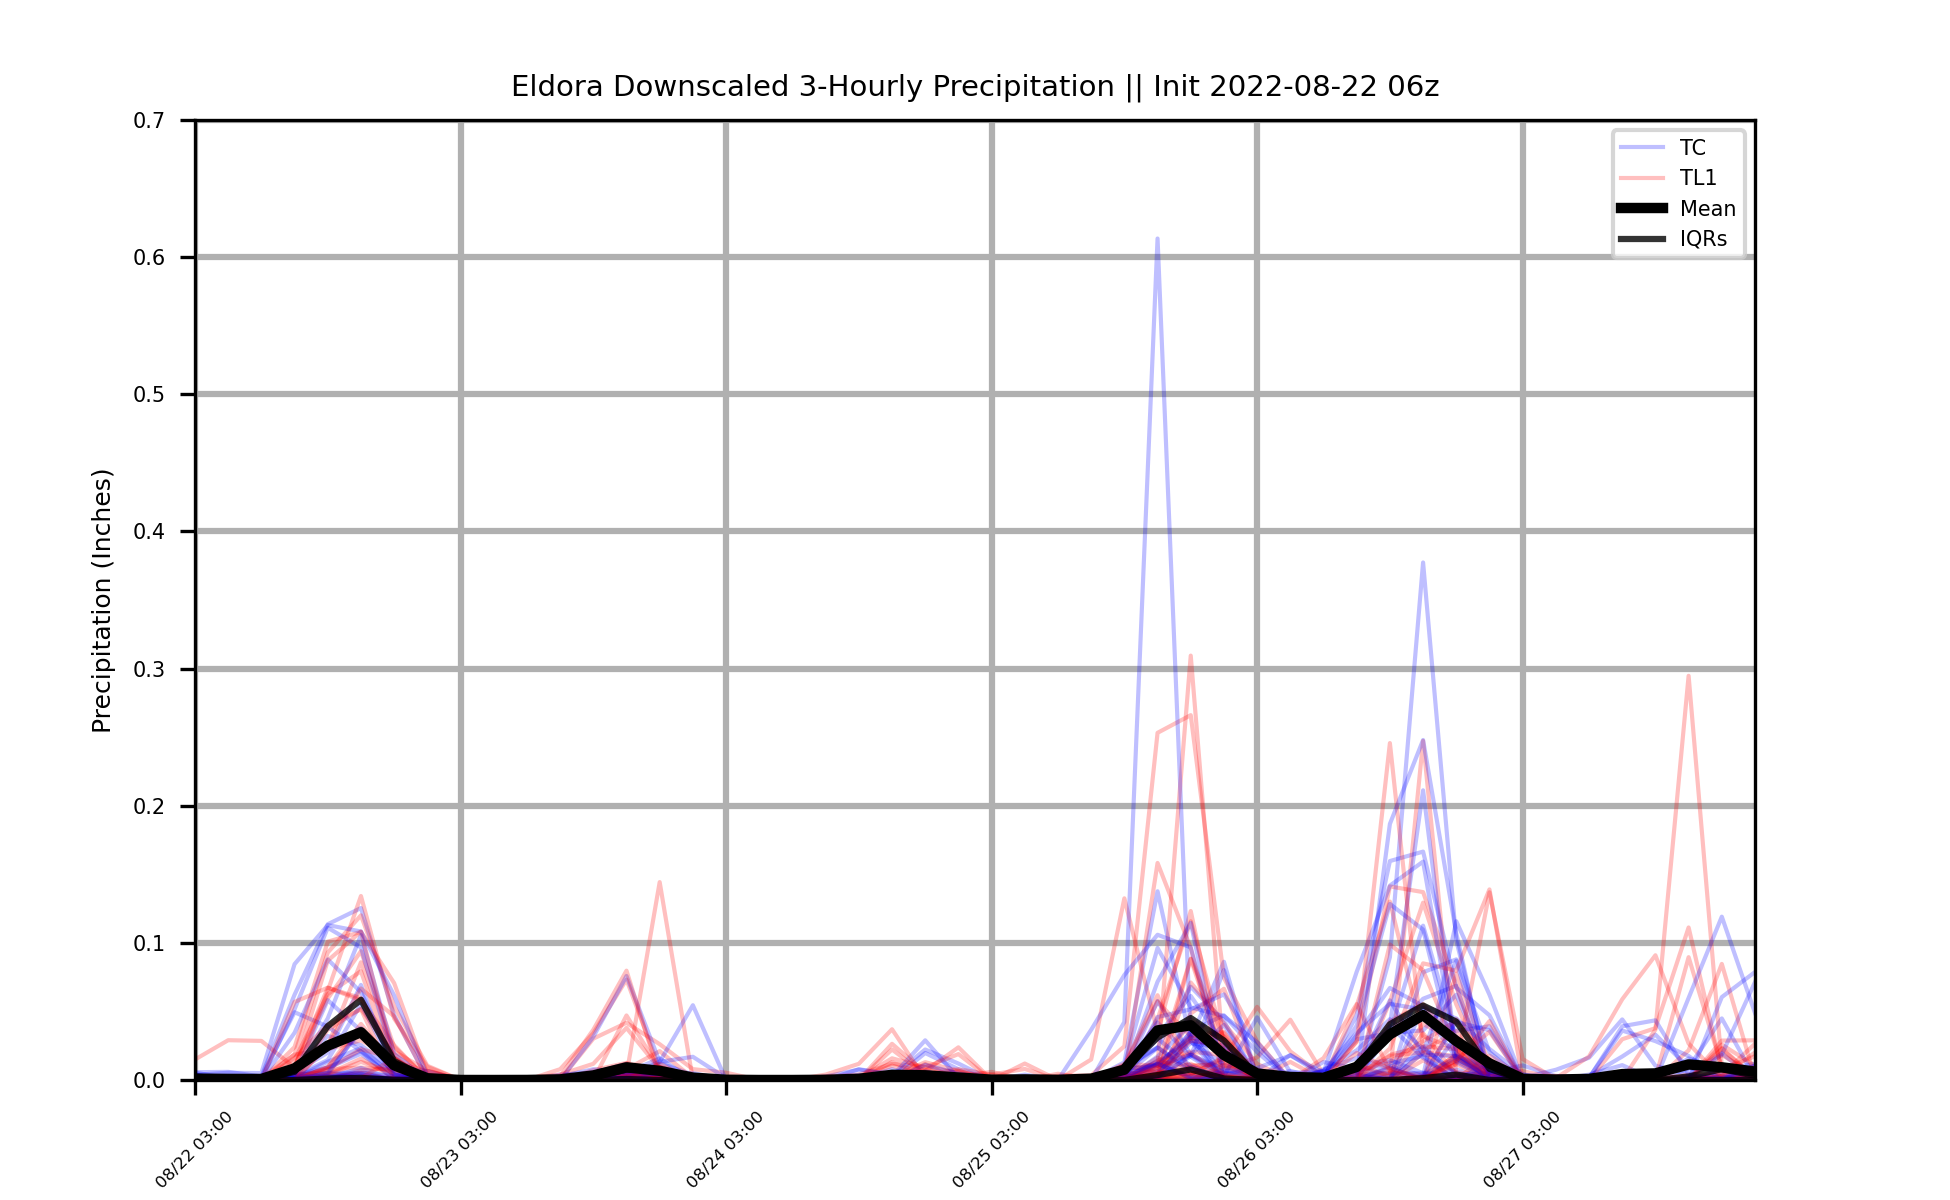 Eldora Downscaled 3-Hourly Precipitation || Init 2022-08-22 06z
Precipitation (Inches)
0.7
0.6
0.5
0.4
0.3
0.2
0.1
0.0
TC
TL1
Mean
IQRs
08/22 03:00
08/23 03:00
08/24 03:00
08/25 03:00
08/26 03:00
08/27 03:00